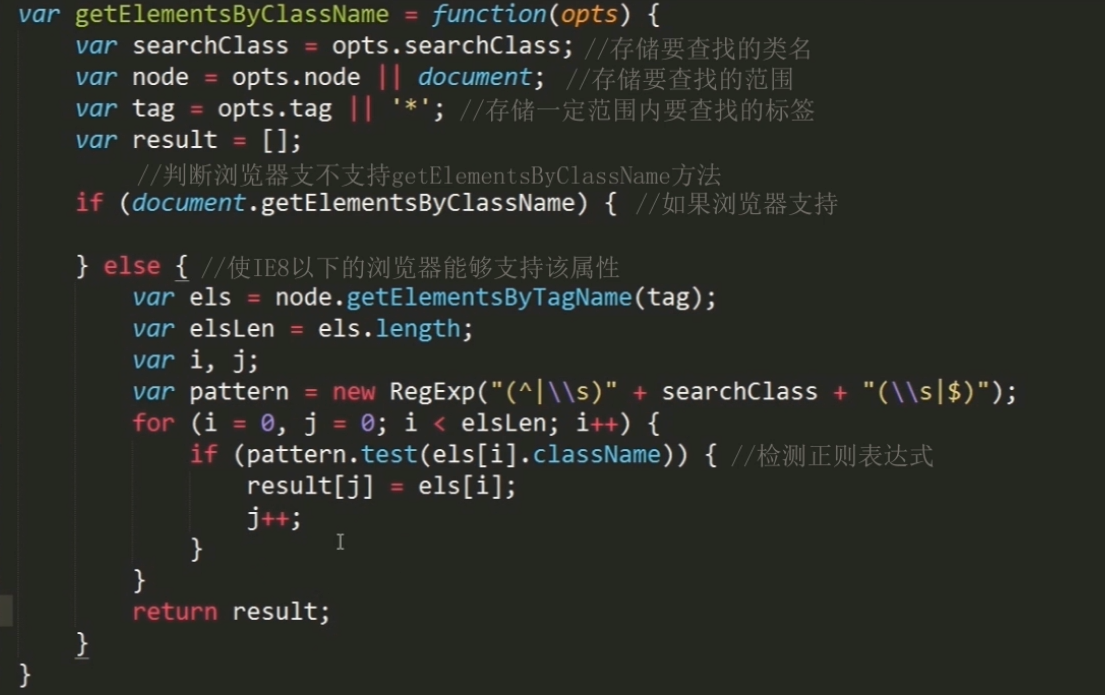 var getElementsByClassName = function(opts) {
    var searchClass = opts.searchClass; //存储要查找的类名
    var node = opts.node || document; //存储要查找的范围
    var tag = opts.tag || '*'; //存储一定范围内要查找的标签
    var result = [];
        //判断浏览器支不支持getElementsByClassName方法
    if (document.getElementsByClassName) { //如果浏览器支持
    } else { //使IE8以下的浏览器能够支持该属性
        var els = node.getElementsByTagName(tag);
        var elsLen = els.length;
        var i, j;
        var pattern = new RegExp("(^|\\s)" + searchClass + "(\\s|$)");
        for (i = 0, j = 0; i < elsLen; i++) {
            if (pattern.test(els[i].className)) { //检测正则表达式
                result[j] = els[i];
                j++;
            }
        }
        return result;
    }
}